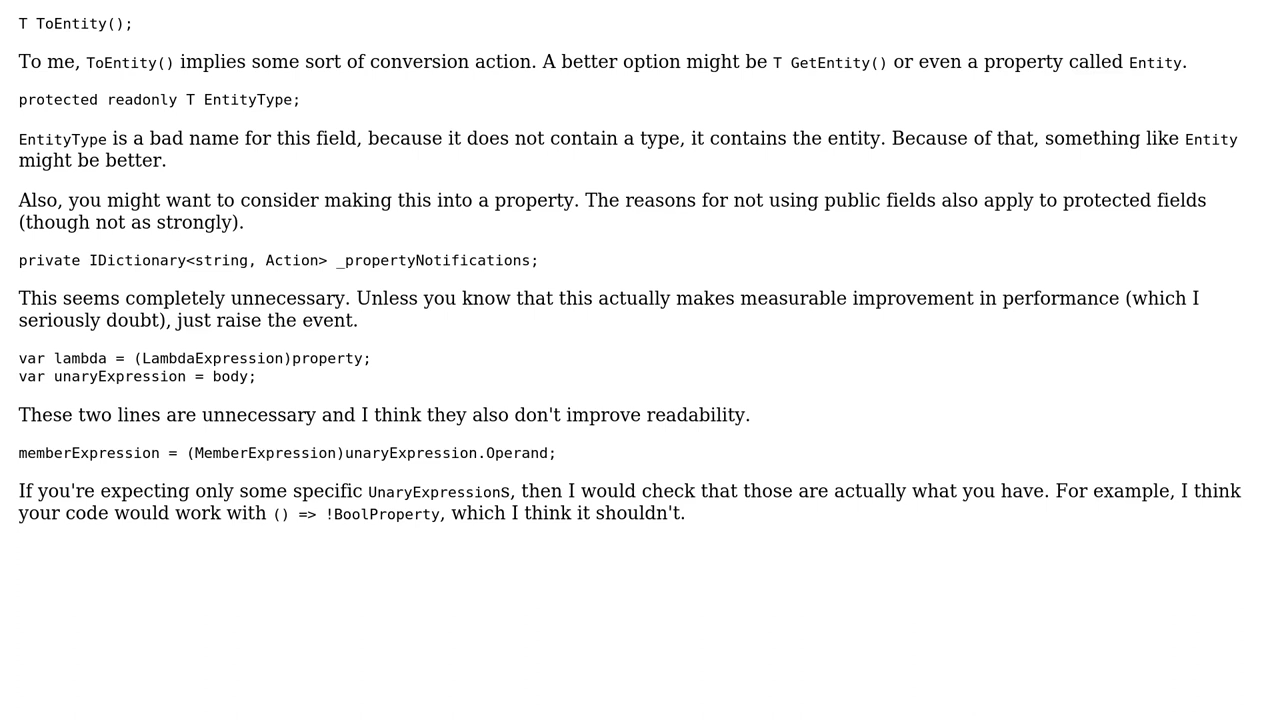 T ToEntity();
To me, ToEntity() implies some sort of conversion action. A better option might be T GetEntity() or even a property called Entity.
protected readonly T EntityType;
EntityType is a bad name for this field, because it does not contain a type, it contains the entity. Because of that, something like Entity
might be better.
Also, you might want to consider making this into a property. The reasons for not using public fields also apply to protected fields
(though not as strongly).
private IDictionary<string, Action> _propertyNotifications;
This seems completely unnecessary. Unless you know that this actually makes measurable improvement in performance (which I
seriously doubt), just raise the event.
var lambda = (LambdaExpression)property;
var unaryExpression = body;
These two lines are unnecessary and I think they also don't improve readability.
memberExpression = (MemberExpression)unaryExpression.Operand;
If you're expecting only some specific UnaryExpressions, then I would check that those are actually what you have. For example, I think
your code would work with () => !BoolProperty, which I think it shouldn't.